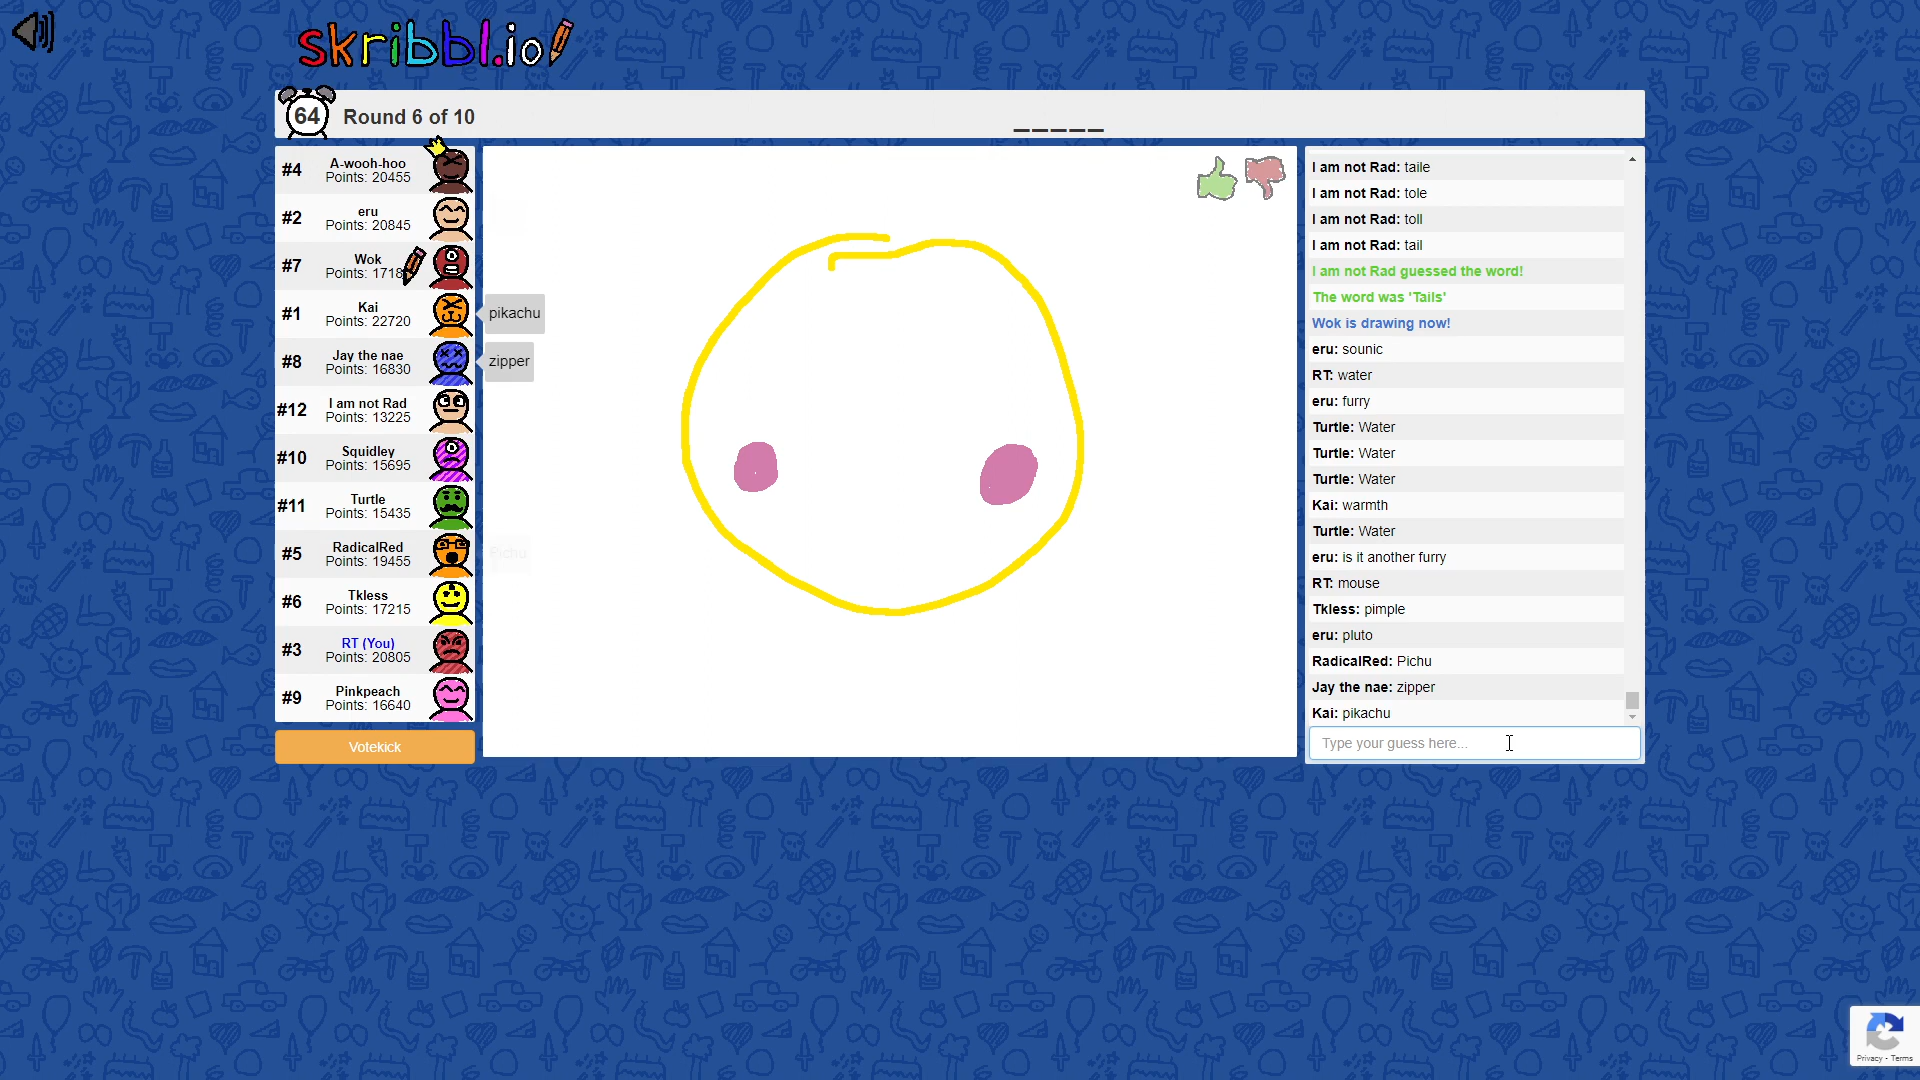 skribbl.io
64
Round 6 of 10
_____
#4
A-wooh-hoo
Points: 20455
#2
eru
Points: 20845
#7
Wok
Points: 1718
#1
Kai
Points: 22720
pikachu
#8
Jay the nae
Points: 16830
zipper
#12
I am not Rad
Points: 13225
#10
Squidley
Points: 15695
#11
Turtle
Points: 15435
#5
RadicalRed
Points: 19455
Pichu
#6
Tkless
Points: 17215
#3
RT (You)
Points: 20805
#9
Pinkpeach
Points: 16640
Votekick
I am not Rad: taile
I am not Rad: tole
I am not Rad: toll
I am not Rad: tail
I am not Rad guessed the word!
The word was 'Tails'
Wok is drawing now!
eru: sounic
RT: water
eru: furry
Turtle: Water
Turtle: Water
Turtle: Water
Kai: warmth
Turtle: Water
eru: is it another furry
RT: mouse
Tkless: pimple
eru: pluto
RadicalRed: Pichu
Jay the nae: zipper
Kai: pikachu
Type your guess here...
Privacy - Terms